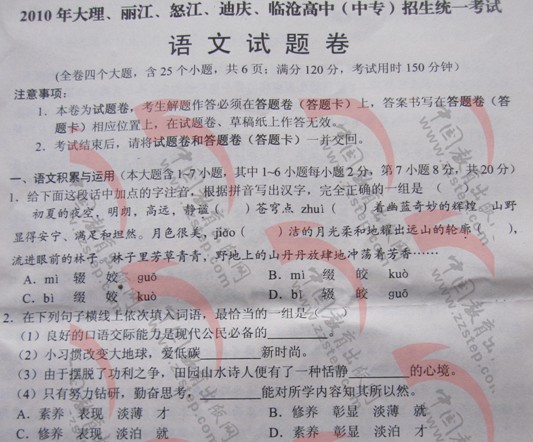 2010年大理、丽江、怒江、迪庆、临沧高中（中专）招生统一考试
语文试题卷
（全卷四个大题，含25个小题，共6页；满分120分，考试用时150分钟）
注意事项：
1．本卷为试题卷，考生解题作答必须在答题卷（答题卡）上，答案书写在答题卷（答
题卡）相应位置上，在试题卷、草稿纸上作答无效。
2．考试结束后，请将试题卷和答题卷（答题卡）一并交回。
一、语文积累与运用（本大题含1~7小题，其中1~6小题每小题2分，第7小题8分，共20分）
1．给下面这段话中加点的字注音，根据拼音写出汉字，完全正确的一组是（ ）
初夏的夜空，明朗，高远，静谧（ ）苍穹点 zhuì（ ）着幽蓝奇妙的辉煌。山野
显得安宁、满足和坦然。月色很美，jiǎo（ ）洁的月光柔和地耀出远山的轮廓（ ），
流进眼前的林子。林子里芳草青青，野地上的山丹丹放肆地冲荡着芳香……
A．mì 缀 姣 guō B．mì 缀 皎 kuò
C．bì 缀 姣 kuò D．bì 缀 皎 guō
2．在下列句子横线上依次填入词语，最恰当的一组是（ ）
（1）良好的口语交际能力是现代公民必备的________。
（2）小习惯改变大地球，爱低碳________新时尚。
（3）由于摆脱了功利之争，田园山水诗人便有了一种恬静________的心境。
（4）只有努力钻研，勤奋思考，________能对所学内容知其所以然。
A．素养 表现 淡薄 才 B．修养 彰显 淡薄 就
C．修养 表现 淡泊 就 D．素养 彰显 淡泊 才
中国教育出版网
www.zzstep.com